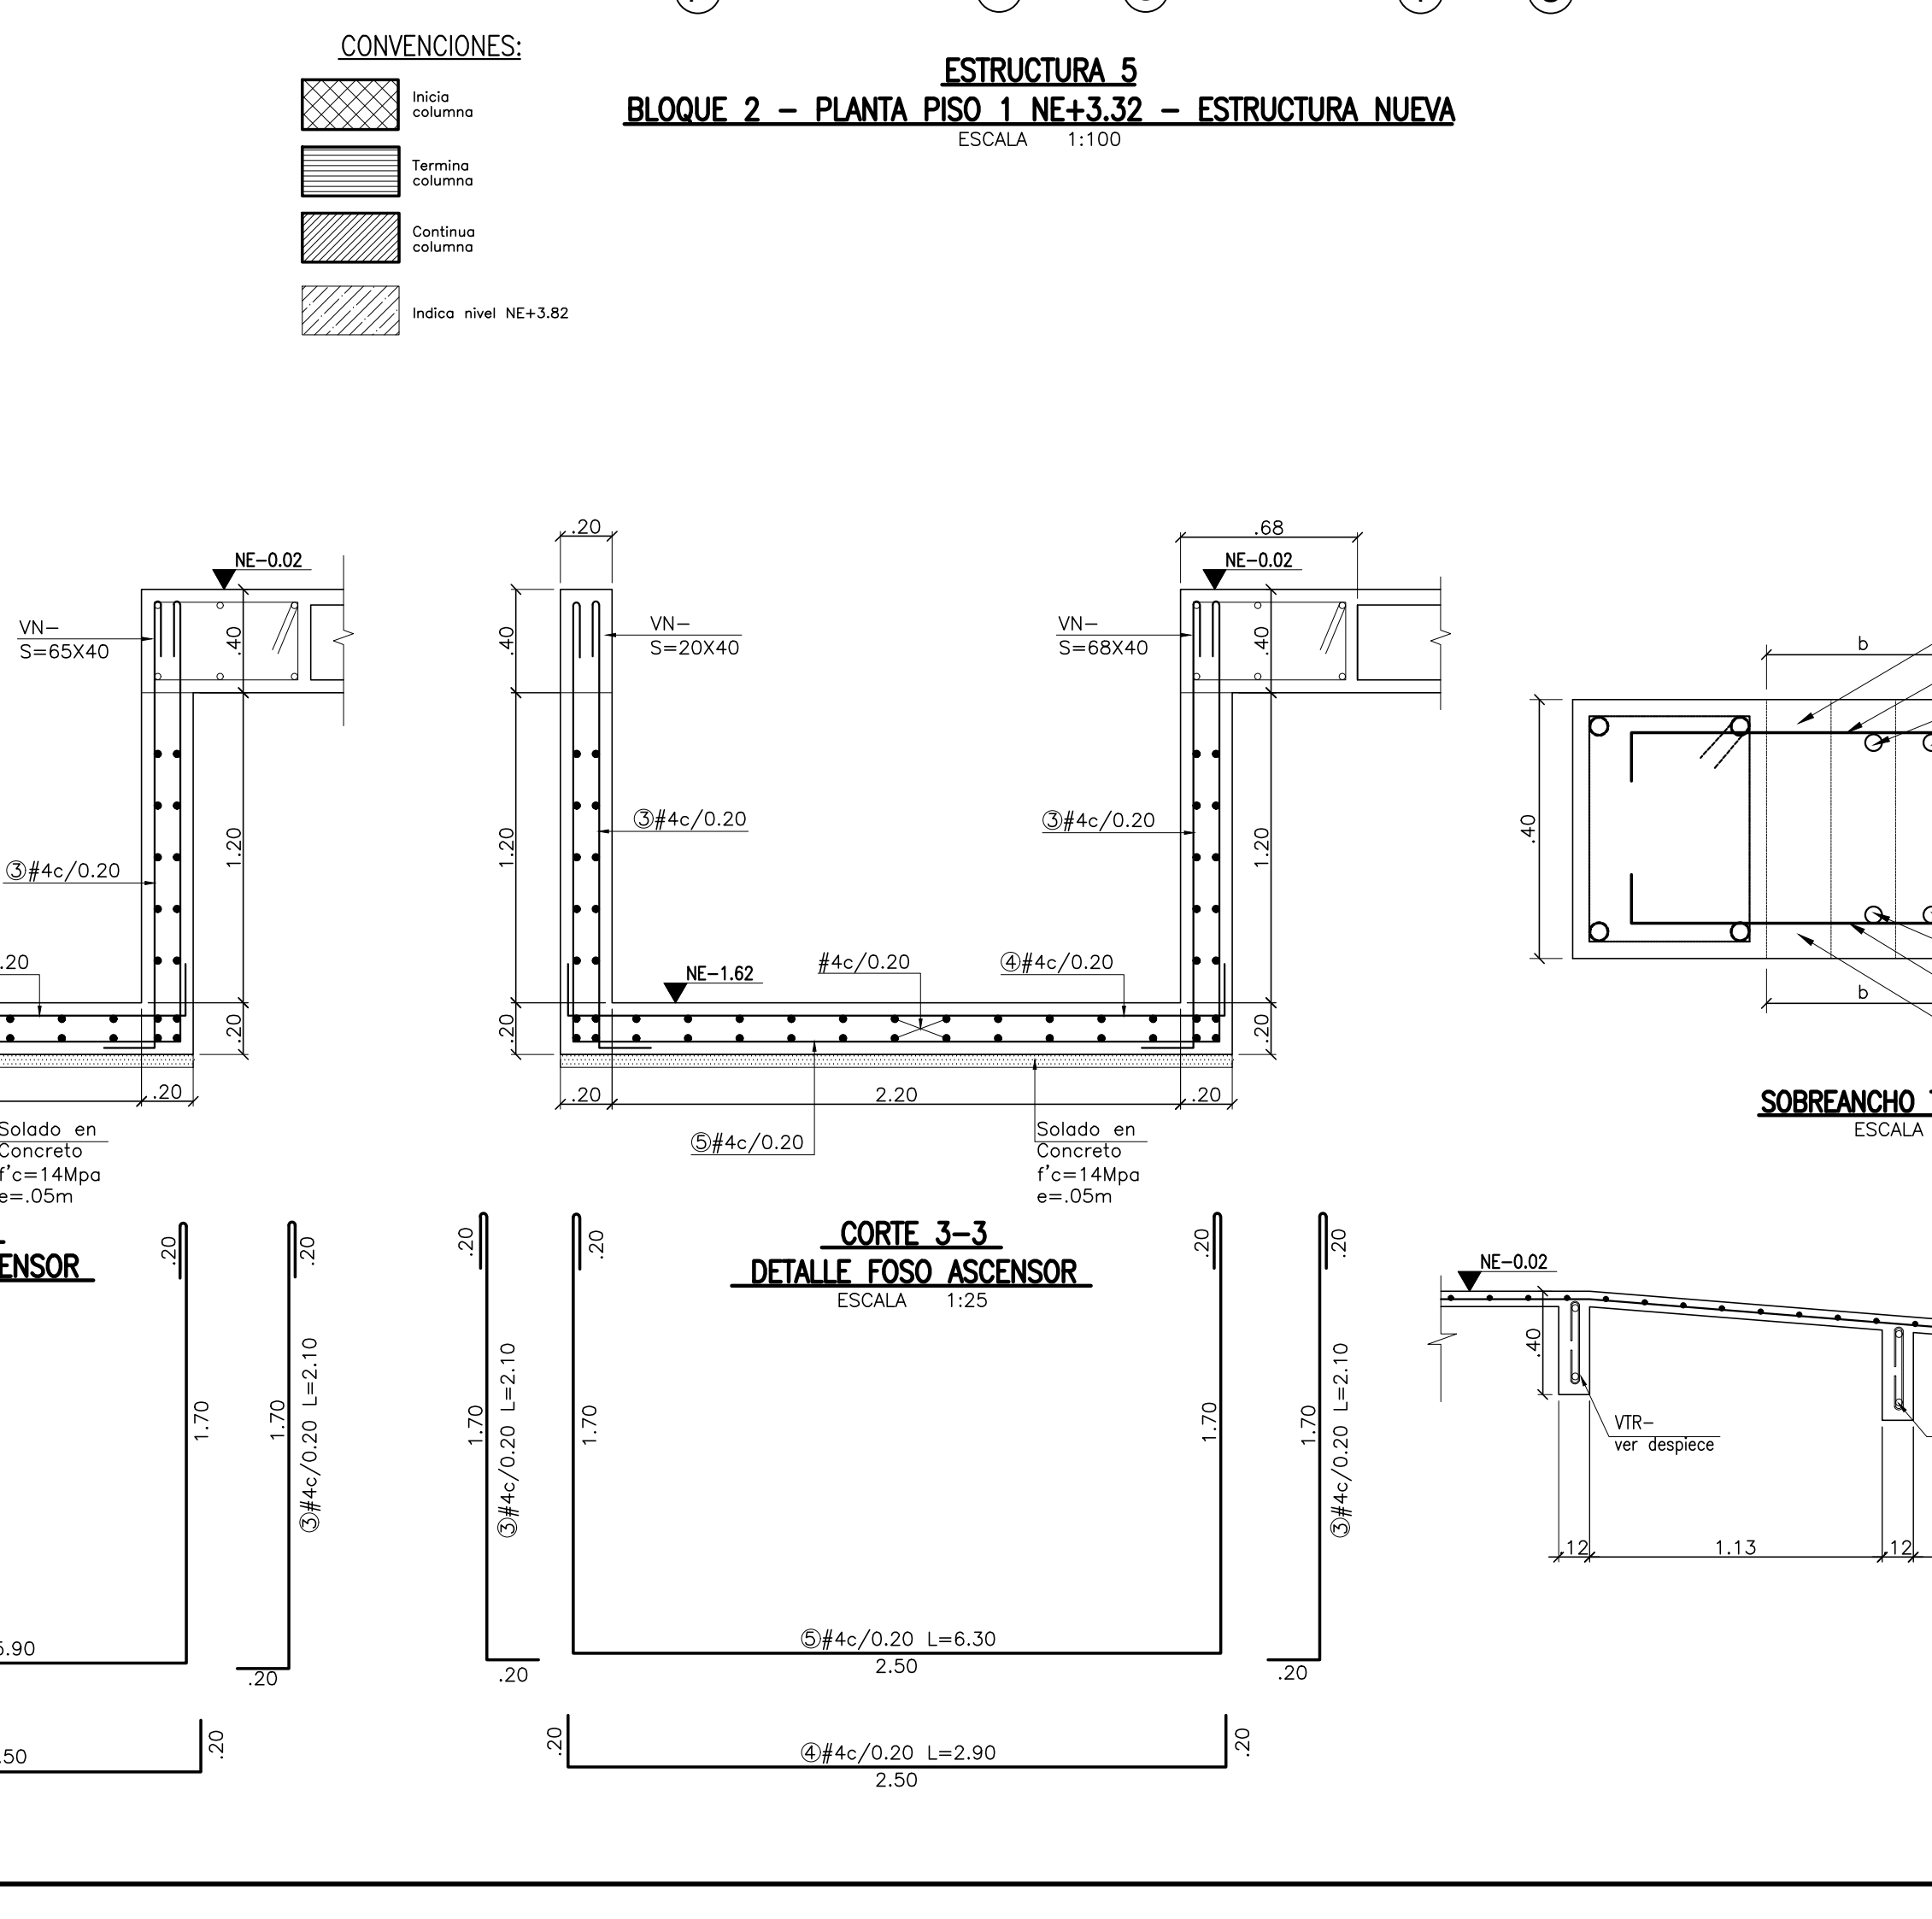 CONVENCIONES:
Inicia
columna
Termina
columna
Continua
columna
Indica nivel NE+3.82
ESTRUCTURA 5
BLOQUE 2 - PLANTA PISO 1 NE+3.32 - ESTRUCTURA NUEVA
ESCALA 1:100
NE-0.02
VN-
S=65X40
.40
1.20
③#4c/0.20
.20
.20
.20
Solado en
Concreto
f'c=14Mpa
e=.05m
ENSOR
.20
1.70
.20
1.70
③#4c/0.20 L=2.10
.20
5.90
.50
.20
.20
.68
NE-0.02
.40
VN-
S=20X40
VN-
S=68X40
.40
1.20
③#4c/0.20
③#4c/0.20
1.20
NE-1.62
#4c/0.20
④#4c/0.20
.20
.20
.20
2.20
.20
⑤#4c/0.20
Solado en
Concreto
f'c=14Mpa
e=.05m
CORTE 3-3
DETALLE FOSO ASCENSOR
ESCALA 1:25
.20
.20
.20
.20
1.70
③#4c/0.20 L=2.10
1.70
1.70
1.70
③#4c/0.20 L=2.10
⑤#4c/0.20 L=6.30
2.50
.20
.20
.20
④#4c/0.20 L=2.90
2.50
.20
b
.40
b
SOBREANCHO
ESCALA
NE-0.02
.40
VTR-
ver despiece
.12
1.13
.12